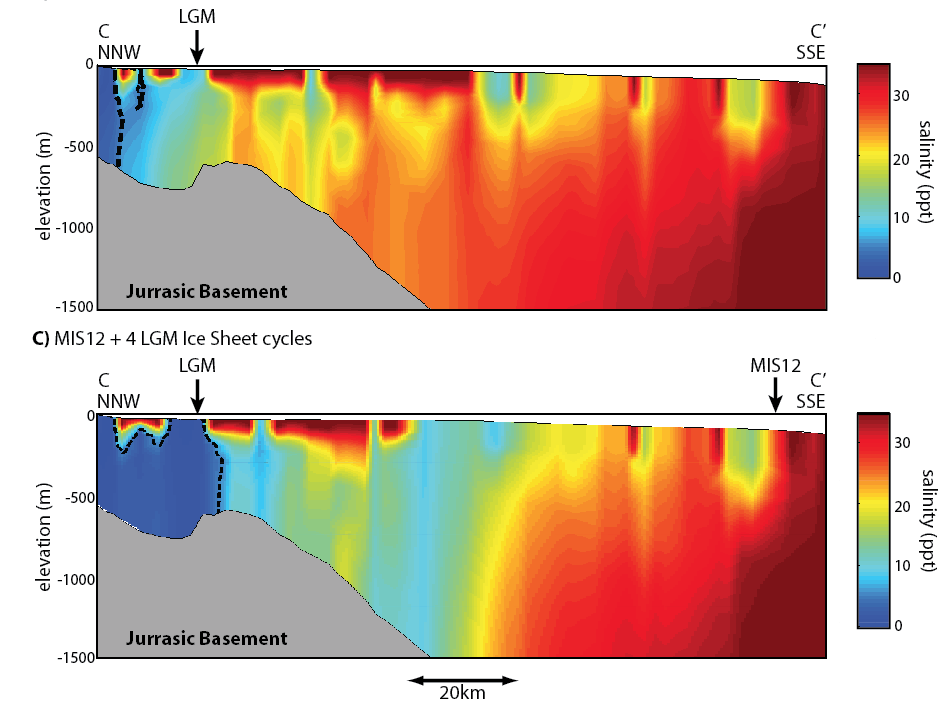 LGM
C C’
NNW SSE
0
-500
-1000
-1500
elevation (m)
Jurrasic Basement
30
20
10
0
salinity (ppt)
C) MIS12 + 4 LGM Ice Sheet cycles
LGM MIS12
C C’
NNW SSE
0
-500
-1000
-1500
elevation (m)
Jurrasic Basement
30
20
10
0
salinity (ppt)
20km